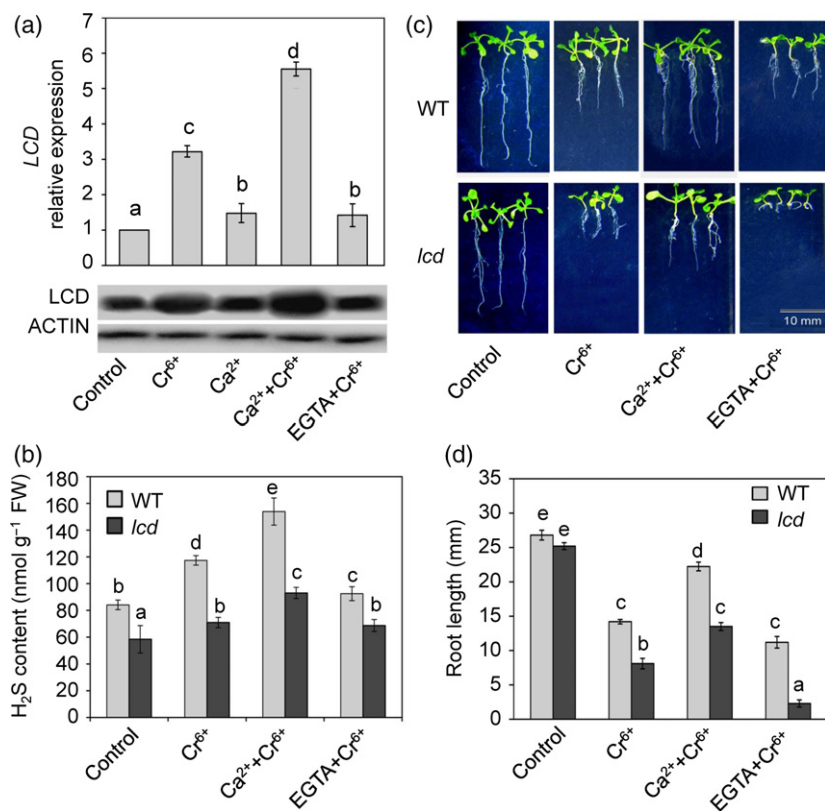 (a)
7
6
5
4
3
2
1
0
LCD
relative expression
a
c
b
d
b
LCD
ACTIN
Control
Cr⁶⁺
Ca²⁺
Ca²⁺+Cr⁶⁺
EGTA+Cr⁶⁺
(c)
WT
lcd
10 mm
Control
Cr⁶⁺
Ca²⁺+Cr⁶⁺
EGTA+Cr⁶⁺
(b)
180
160
140
120
100
80
60
40
20
00
H₂S content (nmol g⁻¹ FW)
WT
lcd
b
a
d
b
e
c
c
b
Control
Cr⁶⁺
Ca²⁺+Cr⁶⁺
EGTA+Cr⁶⁺
(d)
35
30
25
20
15
10
5
0
Root length (mm)
WT
lcd
e
e
c
b
d
c
c
a
Control
Cr⁶⁺
Ca²⁺+Cr⁶⁺
EGTA+Cr⁶⁺